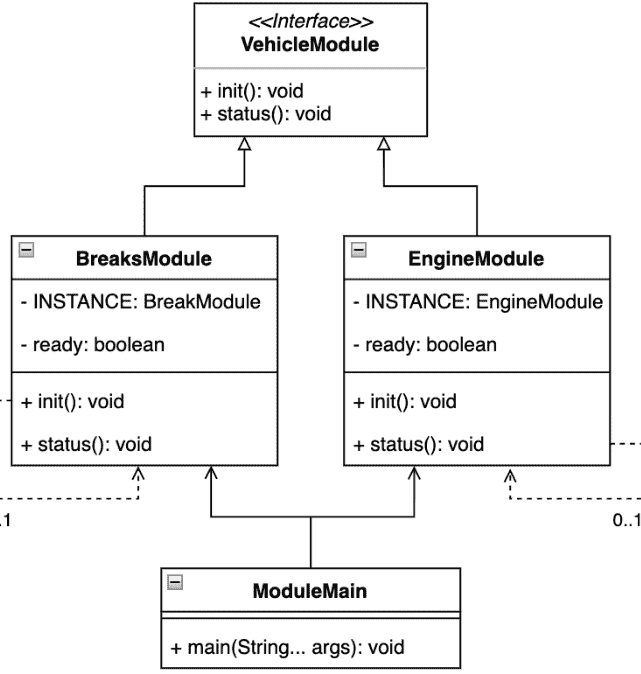 <<Interface>>
VehicleModule
+ init(): void
+ status(): void
BreaksModule
- INSTANCE: BreakModule
- ready: boolean
+ init(): void
+ status(): void
EngineModule
- INSTANCE: EngineModule
- ready: boolean
+ init(): void
+ status(): void
.1
0..1
ModuleMain
+ main(String... args): void